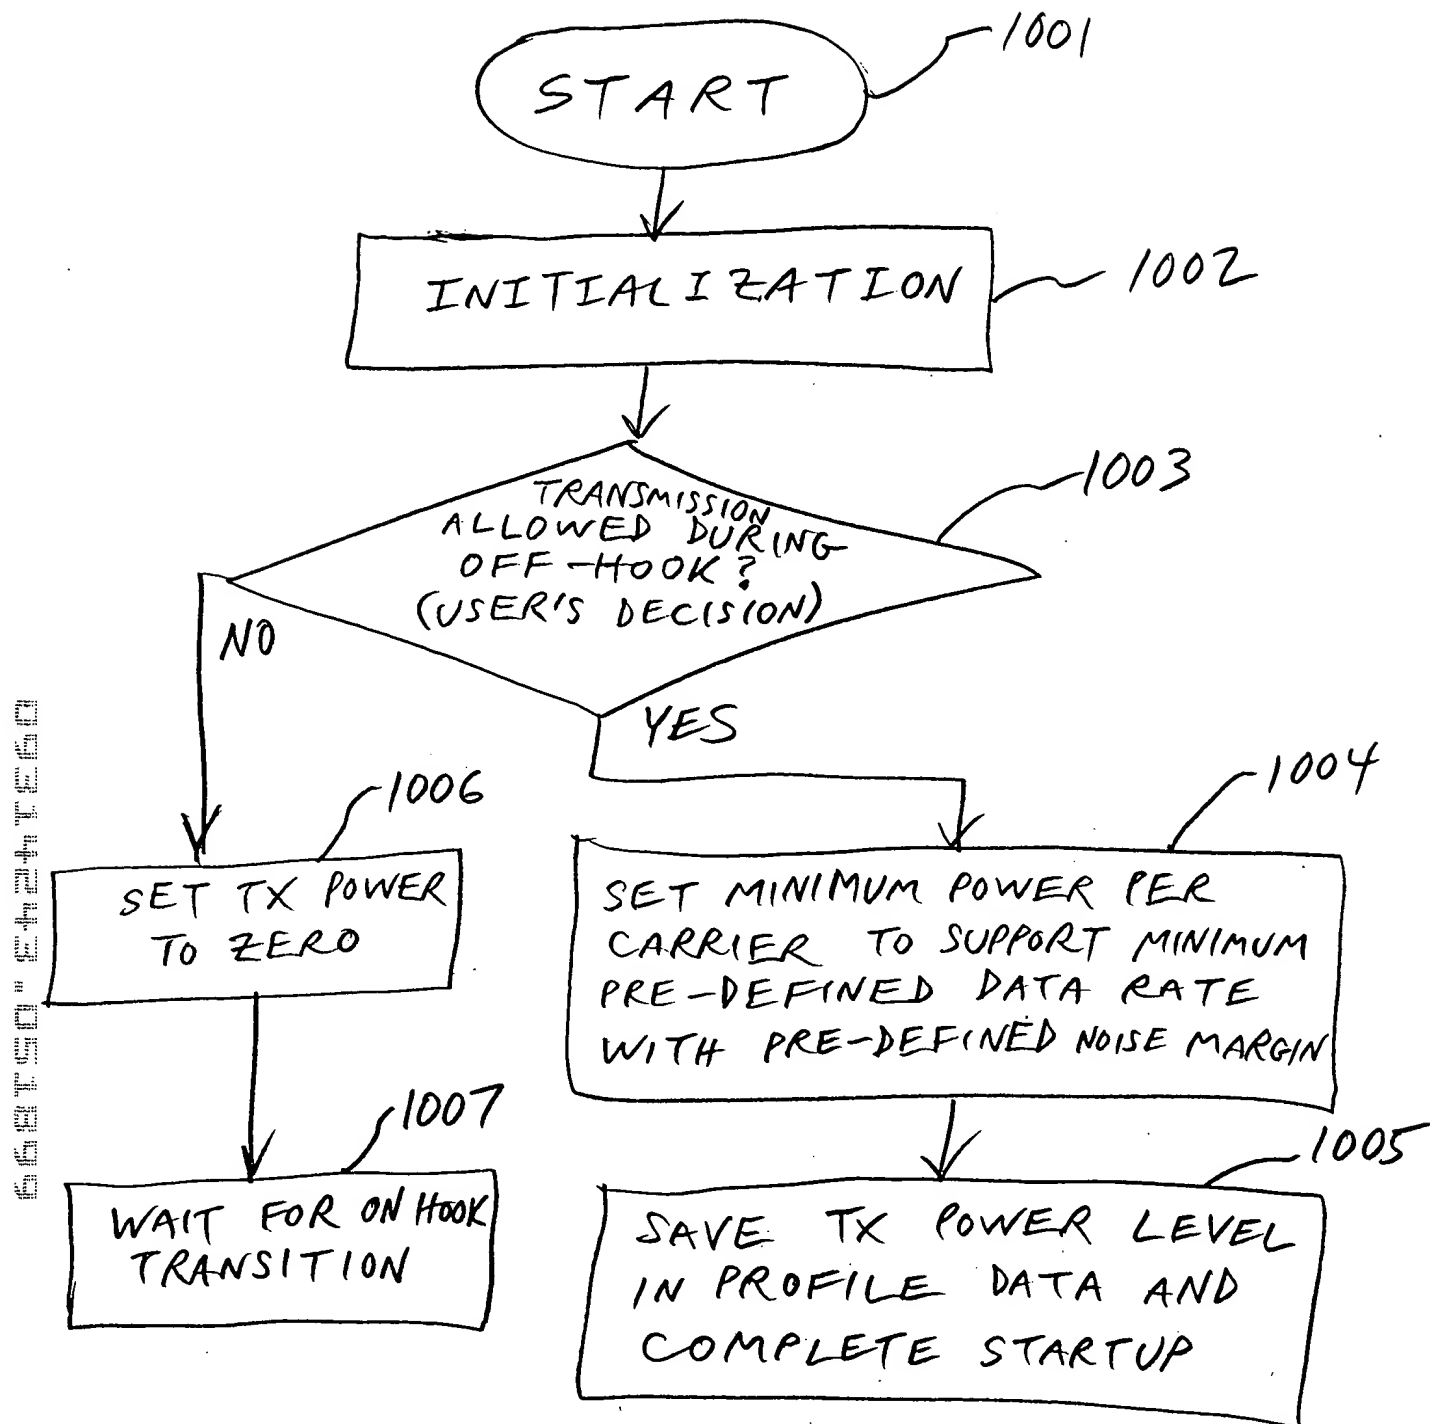 START
1001
INITIALIZATION
1002
TRANSMISSION
ALLOWED DURING
OFF-HOOK?
(USER'S DECISION)
1003
NO
YES
1006
SET TX POWER
TO ZERO
1004
SET MINIMUM POWER PER
CARRIER TO SUPPORT MINIMUM
PRE-DEFINED DATA RATE
WITH PRE-DEFINED NOISE MARGIN
1007
WAIT FOR ON HOOK
TRANSITION
1005
SAVE TX POWER LEVEL
IN PROFILE DATA AND
COMPLETE STARTUP
09314243.051899